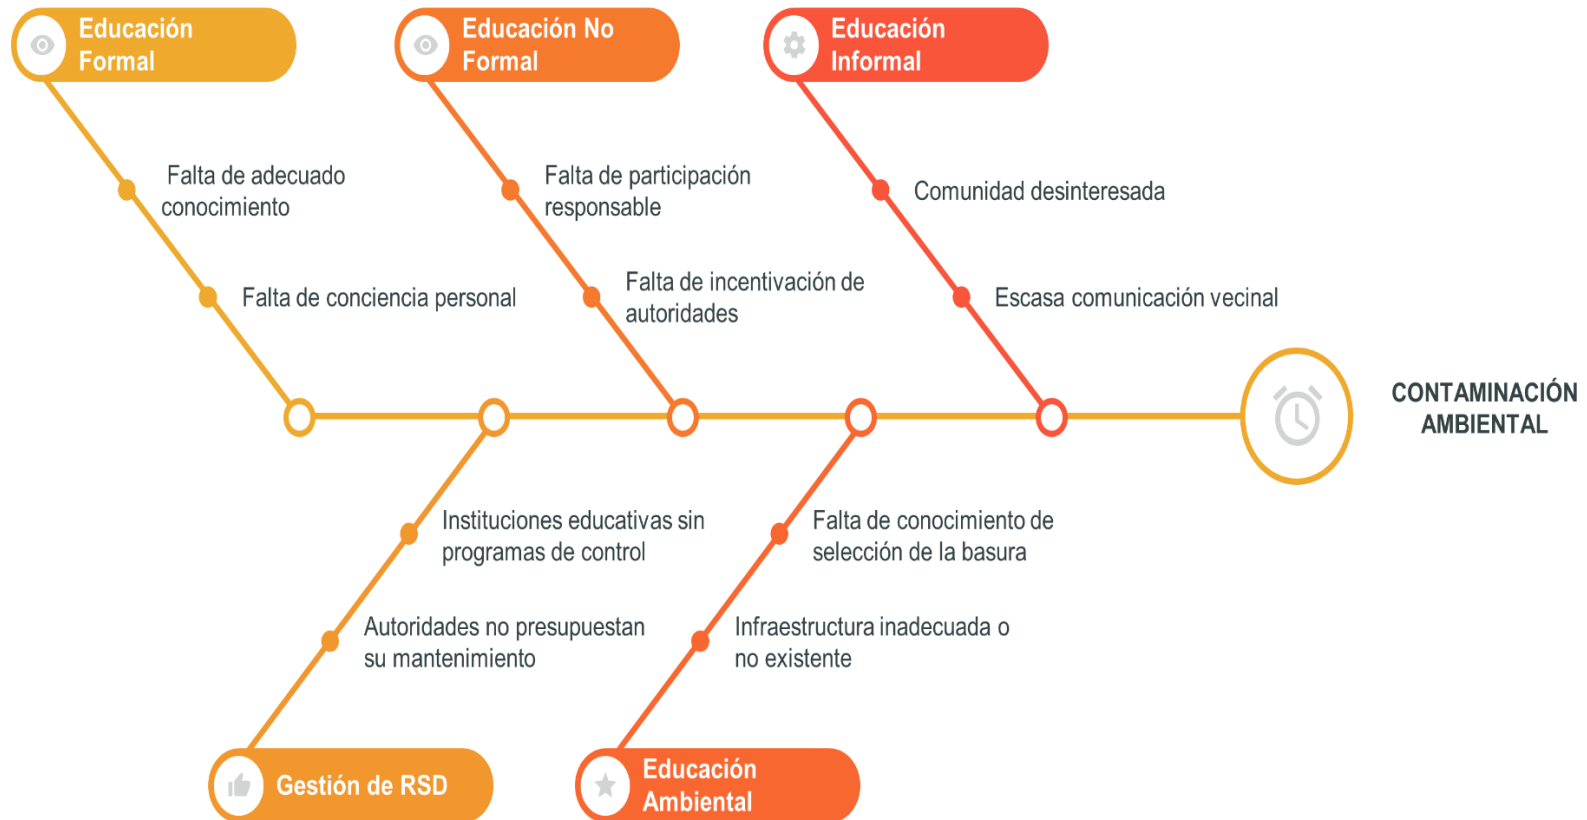 Educación
Formal
Educación No
Formal
Educación
Informal
Falta de adecuado
conocimiento
Falta de participación
responsable
Comunidad desinteresada
Falta de conciencia personal
Falta de incentivación de
autoridades
Escasa comunicación vecinal
CONTAMINACIÓN
AMBIENTAL
Instituciones educativas sin
programas de control
Falta de conocimiento de
selección de la basura
Autoridades no presupuestan
su mantenimiento
Infraestructura inadecuada o
no existente
Gestión de RSD
Educación
Ambiental